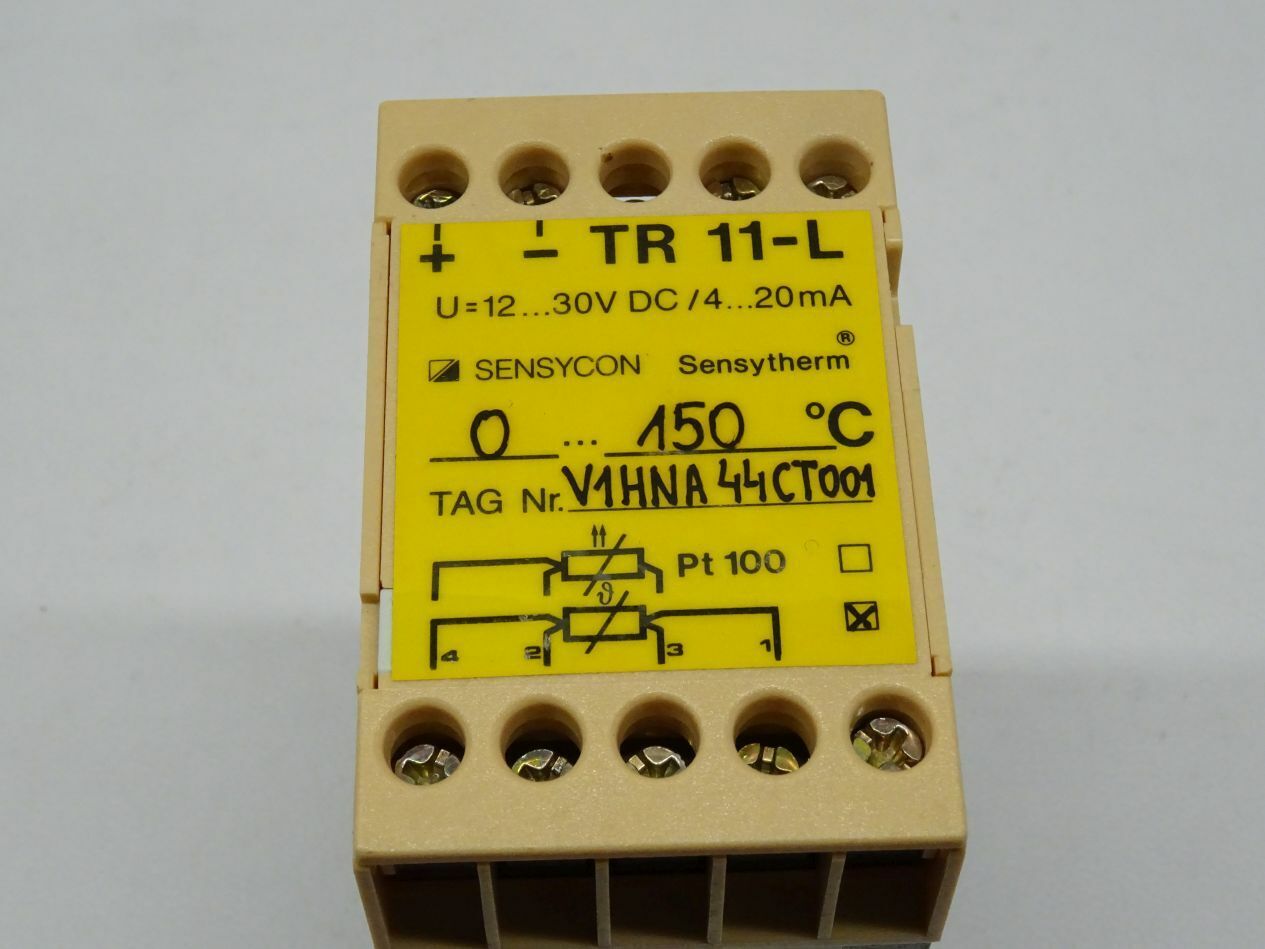 + − TR 11-L
U=12...30V DC /4...20mA
SENSYCON Sensytherm®
0 ... 150 °C
TAG Nr. V1HNA44CT001
Pt 100
ϑ
4 2 3 1